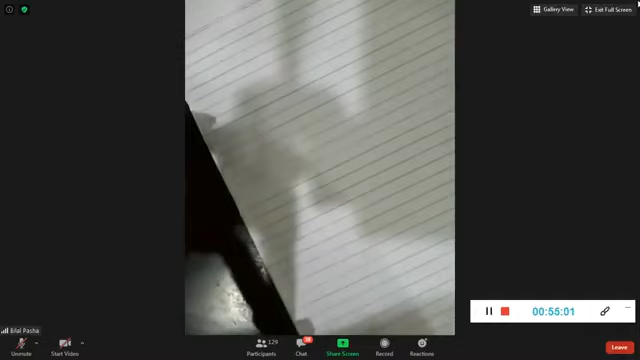 Gallery View
Exit Full Screen
00:55:01
Bilal Pasha
Unmute
Start Video
129
Participants
Chat
Share Screen
Record
Reactions
Leave